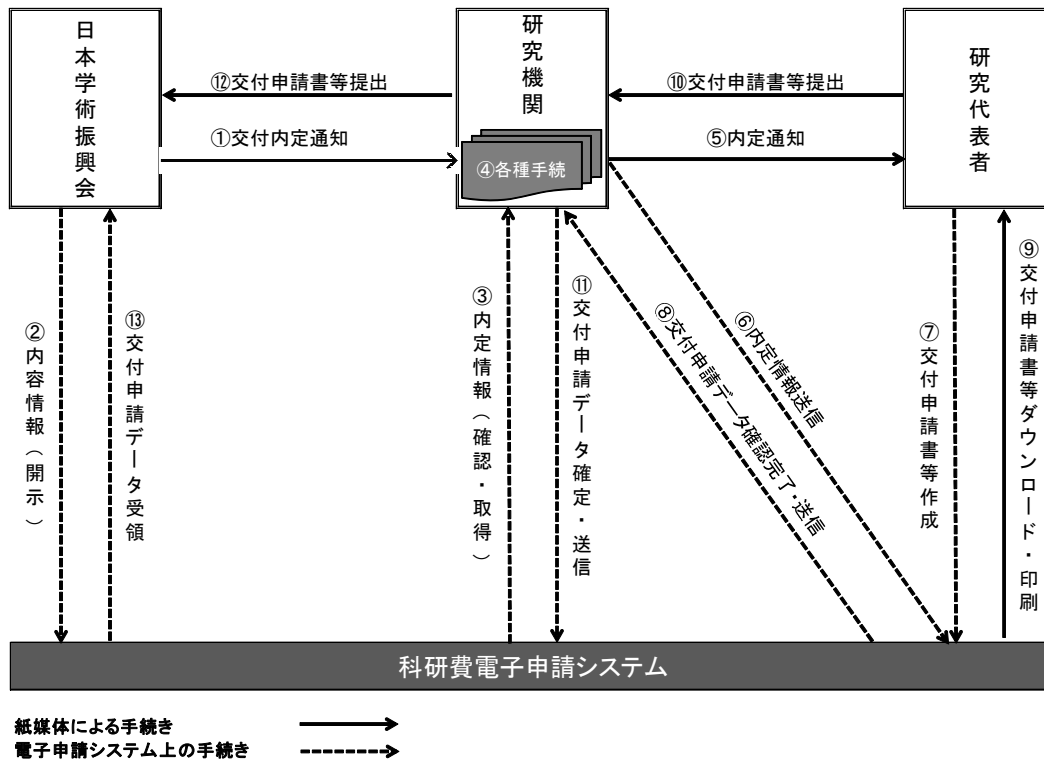 日本学術振興会
研究機関
研究代表者
⑫交付申請書等提出
⑩交付申請書等提出
①交付内定通知
⑤内定通知
④各種手続
②内容情報（開示）
⑬交付申請データ受領
③内定情報（確認・取得）
⑪交付申請データ確定・送信
⑧交付申請データ確認完了・送信
⑥内定情報送信
⑦交付申請書等作成
⑨交付申請書等ダウンロード・印刷
科研費電子申請システム
紙媒体による手続き
電子申請システム上の手続き